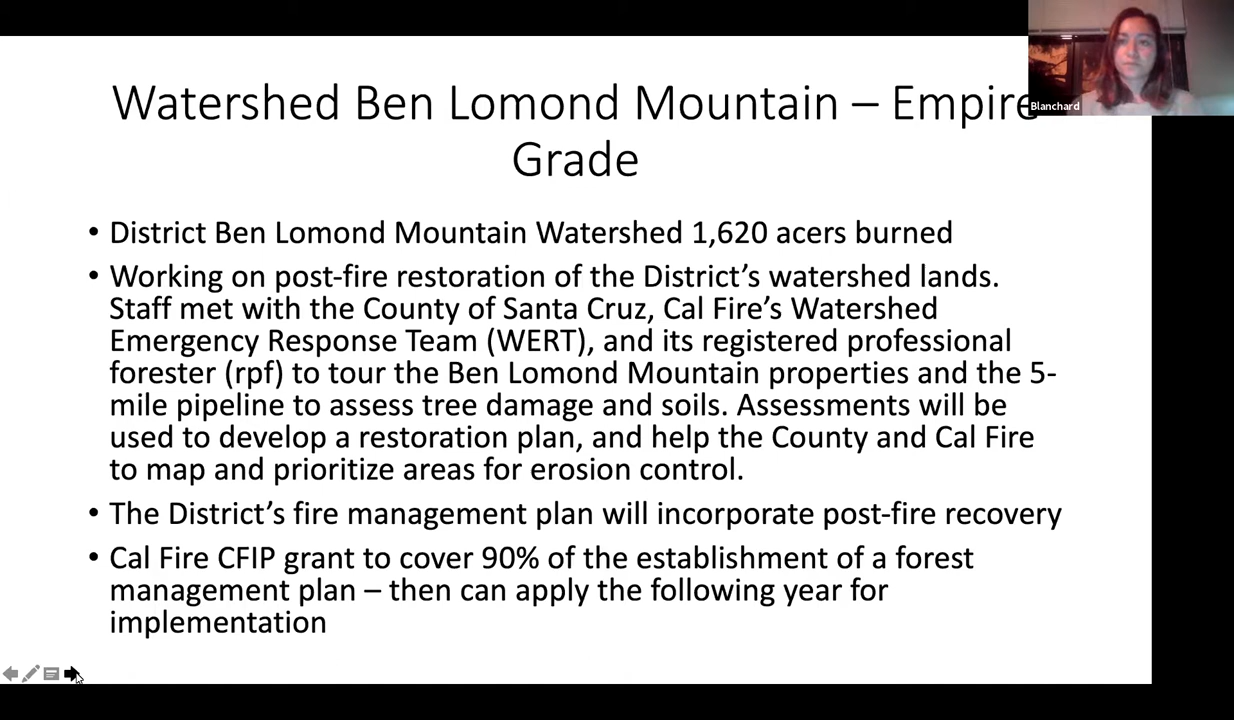 Watershed Ben Lomond Mountain – Empire
Grade
Blanchard
• District Ben Lomond Mountain Watershed 1,620 acers burned
• Working on post-fire restoration of the District’s watershed lands.
Staff met with the County of Santa Cruz, Cal Fire’s Watershed
Emergency Response Team (WERT), and its registered professional
forester (rpf) to tour the Ben Lomond Mountain properties and the 5-
mile pipeline to assess tree damage and soils. Assessments will be
used to develop a restoration plan, and help the County and Cal Fire
to map and prioritize areas for erosion control.
• The District’s fire management plan will incorporate post-fire recovery
• Cal Fire CFIP grant to cover 90% of the establishment of a forest
management plan – then can apply the following year for
implementation